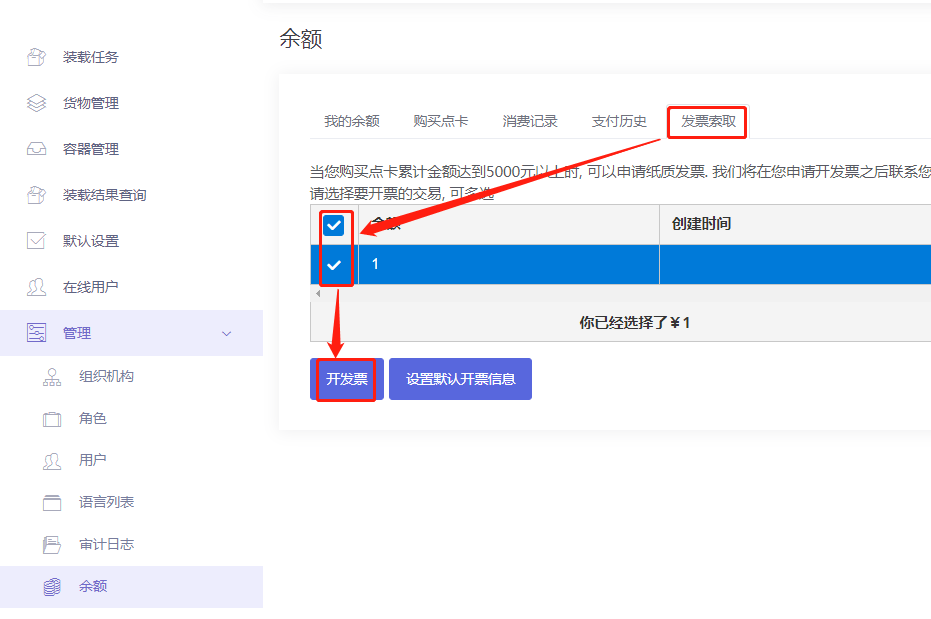 余额
装载任务
货物管理
容器管理
装载结果查询
默认设置
在线用户
管理
组织机构
角色
用户
语言列表
审计日志
余额
我的余额 购买点卡 消费记录 支付历史 发票索取
当您购买点卡累计金额达到5000元以上时, 可以申请纸质发票. 我们将在您申请开发票之后联系您
请选择要开票的交易, 可多选
金额 创建时间
1
你已经选择了￥1
开发票 设置默认开票信息